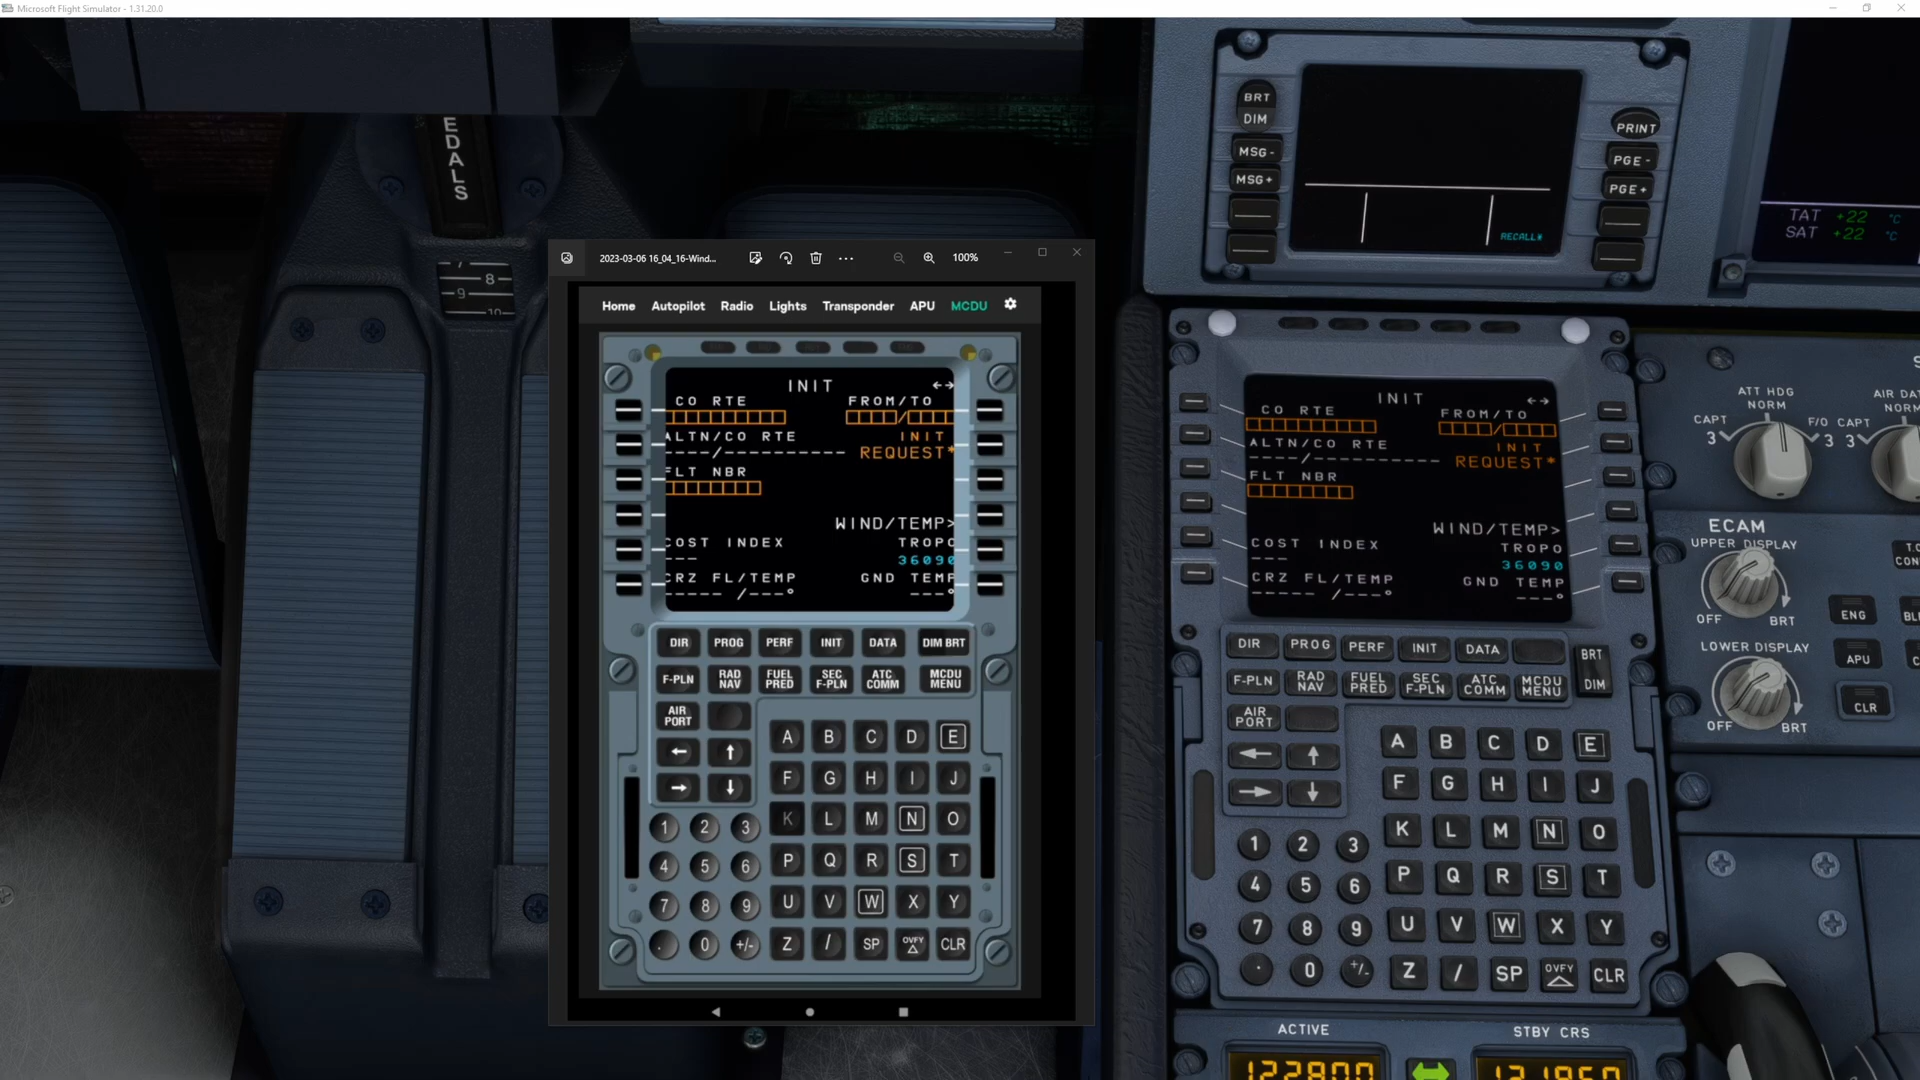 Microsoft Flight Simulator - 1.31.20.0
EDALS
7
8
9
10
BRT
DIM
MSG -
MSG +
PRINT
PGE -
PGE +
RECALL*
TAT +22 °C
SAT +22 °C
2023-03-06 16_04_16-Wind...
100%
Home Autopilot Radio Lights Transponder APU MCDU
INIT ←→
CO RTE FROM/TO
/
ALTN/CO RTE INIT
----/---------- REQUEST*
FLT NBR
WIND/TEMP>
COST INDEX TROPO
--- 36090
CRZ FL/TEMP GND TEMP
----- /---° ---°
DIR PROG PERF INIT DATA DIM BRT
F-PLN RAD NAV FUEL PRED SEC F-PLN ATC COMM MCDU MENU
AIR PORT
← ↑
→ ↓
A B C D E
F G H I J
K L M N O
P Q R S T
U V W X Y
Z / SP OVFY △ CLR
1 2 3
4 5 6
7 8 9
. 0 +/-
INIT ←→
CO RTE FROM/TO
/
ALTN/CO RTE INIT
----/---------- REQUEST*
FLT NBR
WIND/TEMP>
COST INDEX TROPO
--- 36090
CRZ FL/TEMP GND TEMP
----- /---° ---°
DIR PROG PERF INIT DATA
BRT
DIM
F-PLN RAD NAV FUEL PRED SEC F-PLN ATC COMM MCDU MENU
AIR PORT
← ↑
→ ↓
A B C D E
F G H I J
K L M N O
P Q R S T
U V W X Y
Z / SP OVFY △ CLR
1 2 3
4 5 6
7 8 9
. 0 +/-
ATT HDG
NORM
CAPT F/O
3 3
AIR DA
NORM
CAPT
3
ECAM
UPPER DISPLAY
OFF BRT
LOWER DISPLAY
OFF BRT
T.O
CON
ENG
APU
CLR
ACTIVE
STBY CRS
122800
121950